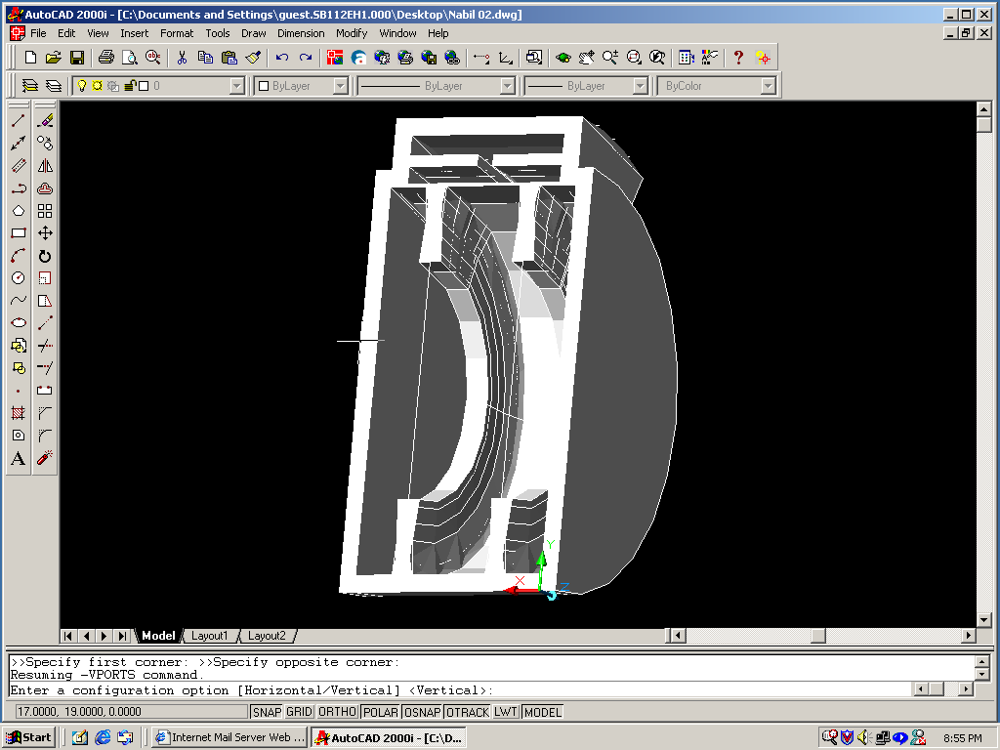 AutoCAD 2000i - [C:\Documents and Settings\guest.SB112EH1.000\Desktop\Nabil 02.dwg]
File Edit View Insert Format Tools Draw Dimension Modify Window Help
0 ByLayer ByLayer ByLayer ByColor
A
Y
X Z
Model Layout1 Layout2
>>Specify first corner: >>Specify opposite corner:
Resuming -VPORTS command.
Enter a configuration option [Horizontal/Vertical] <Vertical>:
17.0000, 19.0000, 0.0000 SNAP GRID ORTHO POLAR OSNAP OTRACK LWT MODEL
Start Internet Mail Server Web ... AutoCAD 2000i - [C:\D... 8:55 PM